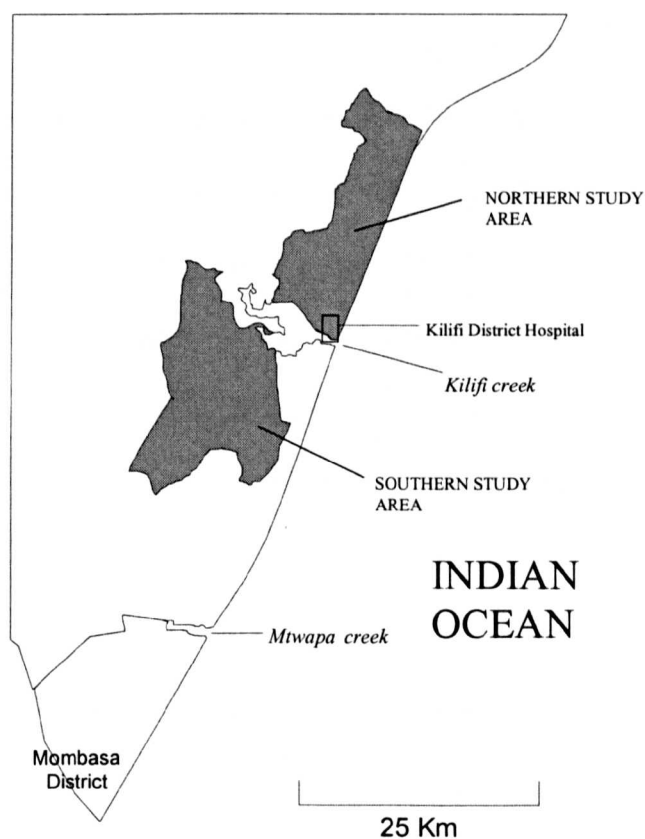 NORTHERN STUDY
AREA
Kilifi District Hospital
Kilifi creek
SOUTHERN STUDY
AREA
INDIAN
OCEAN
Mtwapa creek
Mombasa
District
25 Km